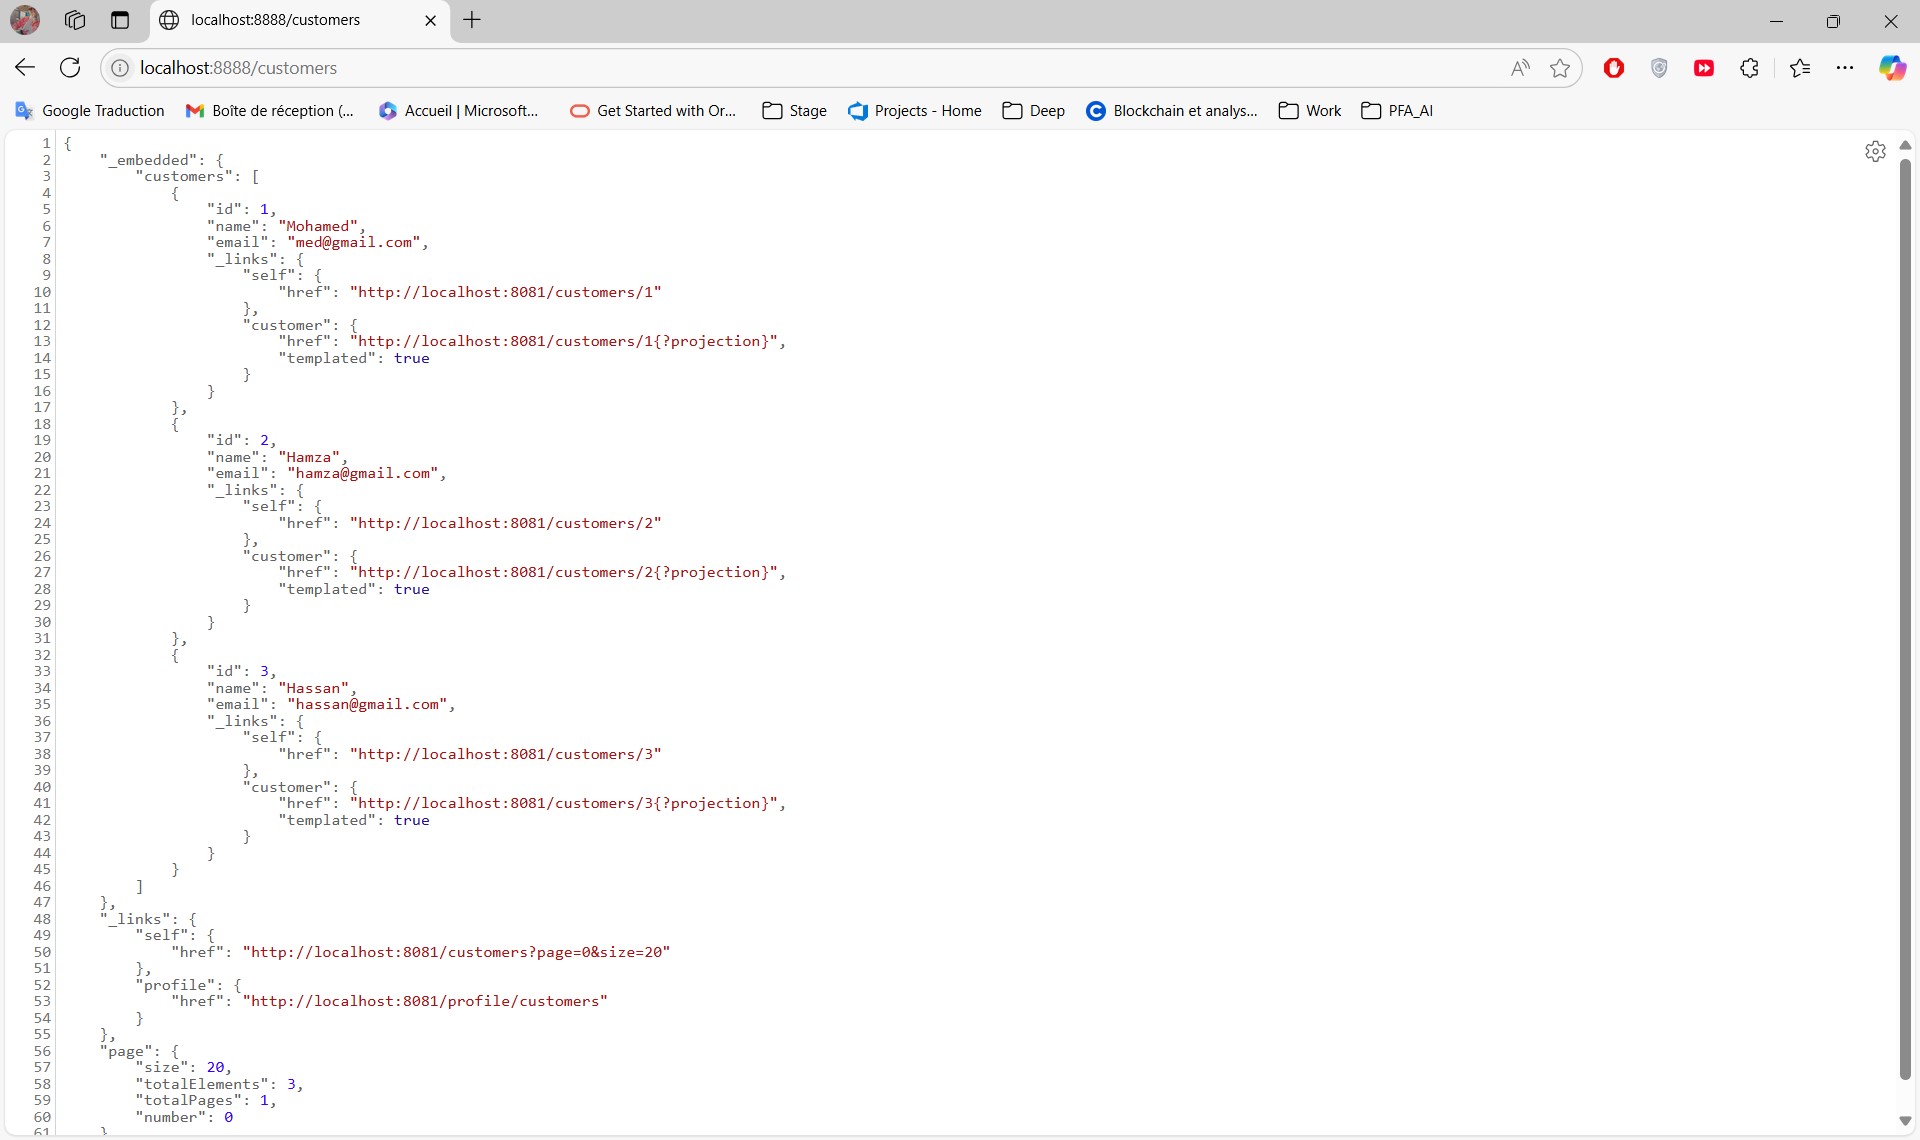 localhost:8888/customers
localhost:8888/customers
Google Traduction
Boîte de réception (...
Accueil | Microsoft...
Get Started with Or...
Stage
Projects - Home
Deep
Blockchain et analys...
Work
PFA_AI
1 {
2 "_embedded": {
3 "customers": [
4 {
5 "id": 1,
6 "name": "Mohamed",
7 "email": "med@gmail.com",
8 "_links": {
9 "self": {
10 "href": "http://localhost:8081/customers/1"
11 },
12 "customer": {
13 "href": "http://localhost:8081/customers/1{?projection}",
14 "templated": true
15 }
16 }
17 },
18 {
19 "id": 2,
20 "name": "Hamza",
21 "email": "hamza@gmail.com",
22 "_links": {
23 "self": {
24 "href": "http://localhost:8081/customers/2"
25 },
26 "customer": {
27 "href": "http://localhost:8081/customers/2{?projection}",
28 "templated": true
29 }
30 }
31 },
32 {
33 "id": 3,
34 "name": "Hassan",
35 "email": "hassan@gmail.com",
36 "_links": {
37 "self": {
38 "href": "http://localhost:8081/customers/3"
39 },
40 "customer": {
41 "href": "http://localhost:8081/customers/3{?projection}",
42 "templated": true
43 }
44 }
45 }
46 ]
47 },
48 "_links": {
49 "self": {
50 "href": "http://localhost:8081/customers?page=0&size=20"
51 },
52 "profile": {
53 "href": "http://localhost:8081/profile/customers"
54 }
55 },
56 "page": {
57 "size": 20,
58 "totalElements": 3,
59 "totalPages": 1,
60 "number": 0
61 }